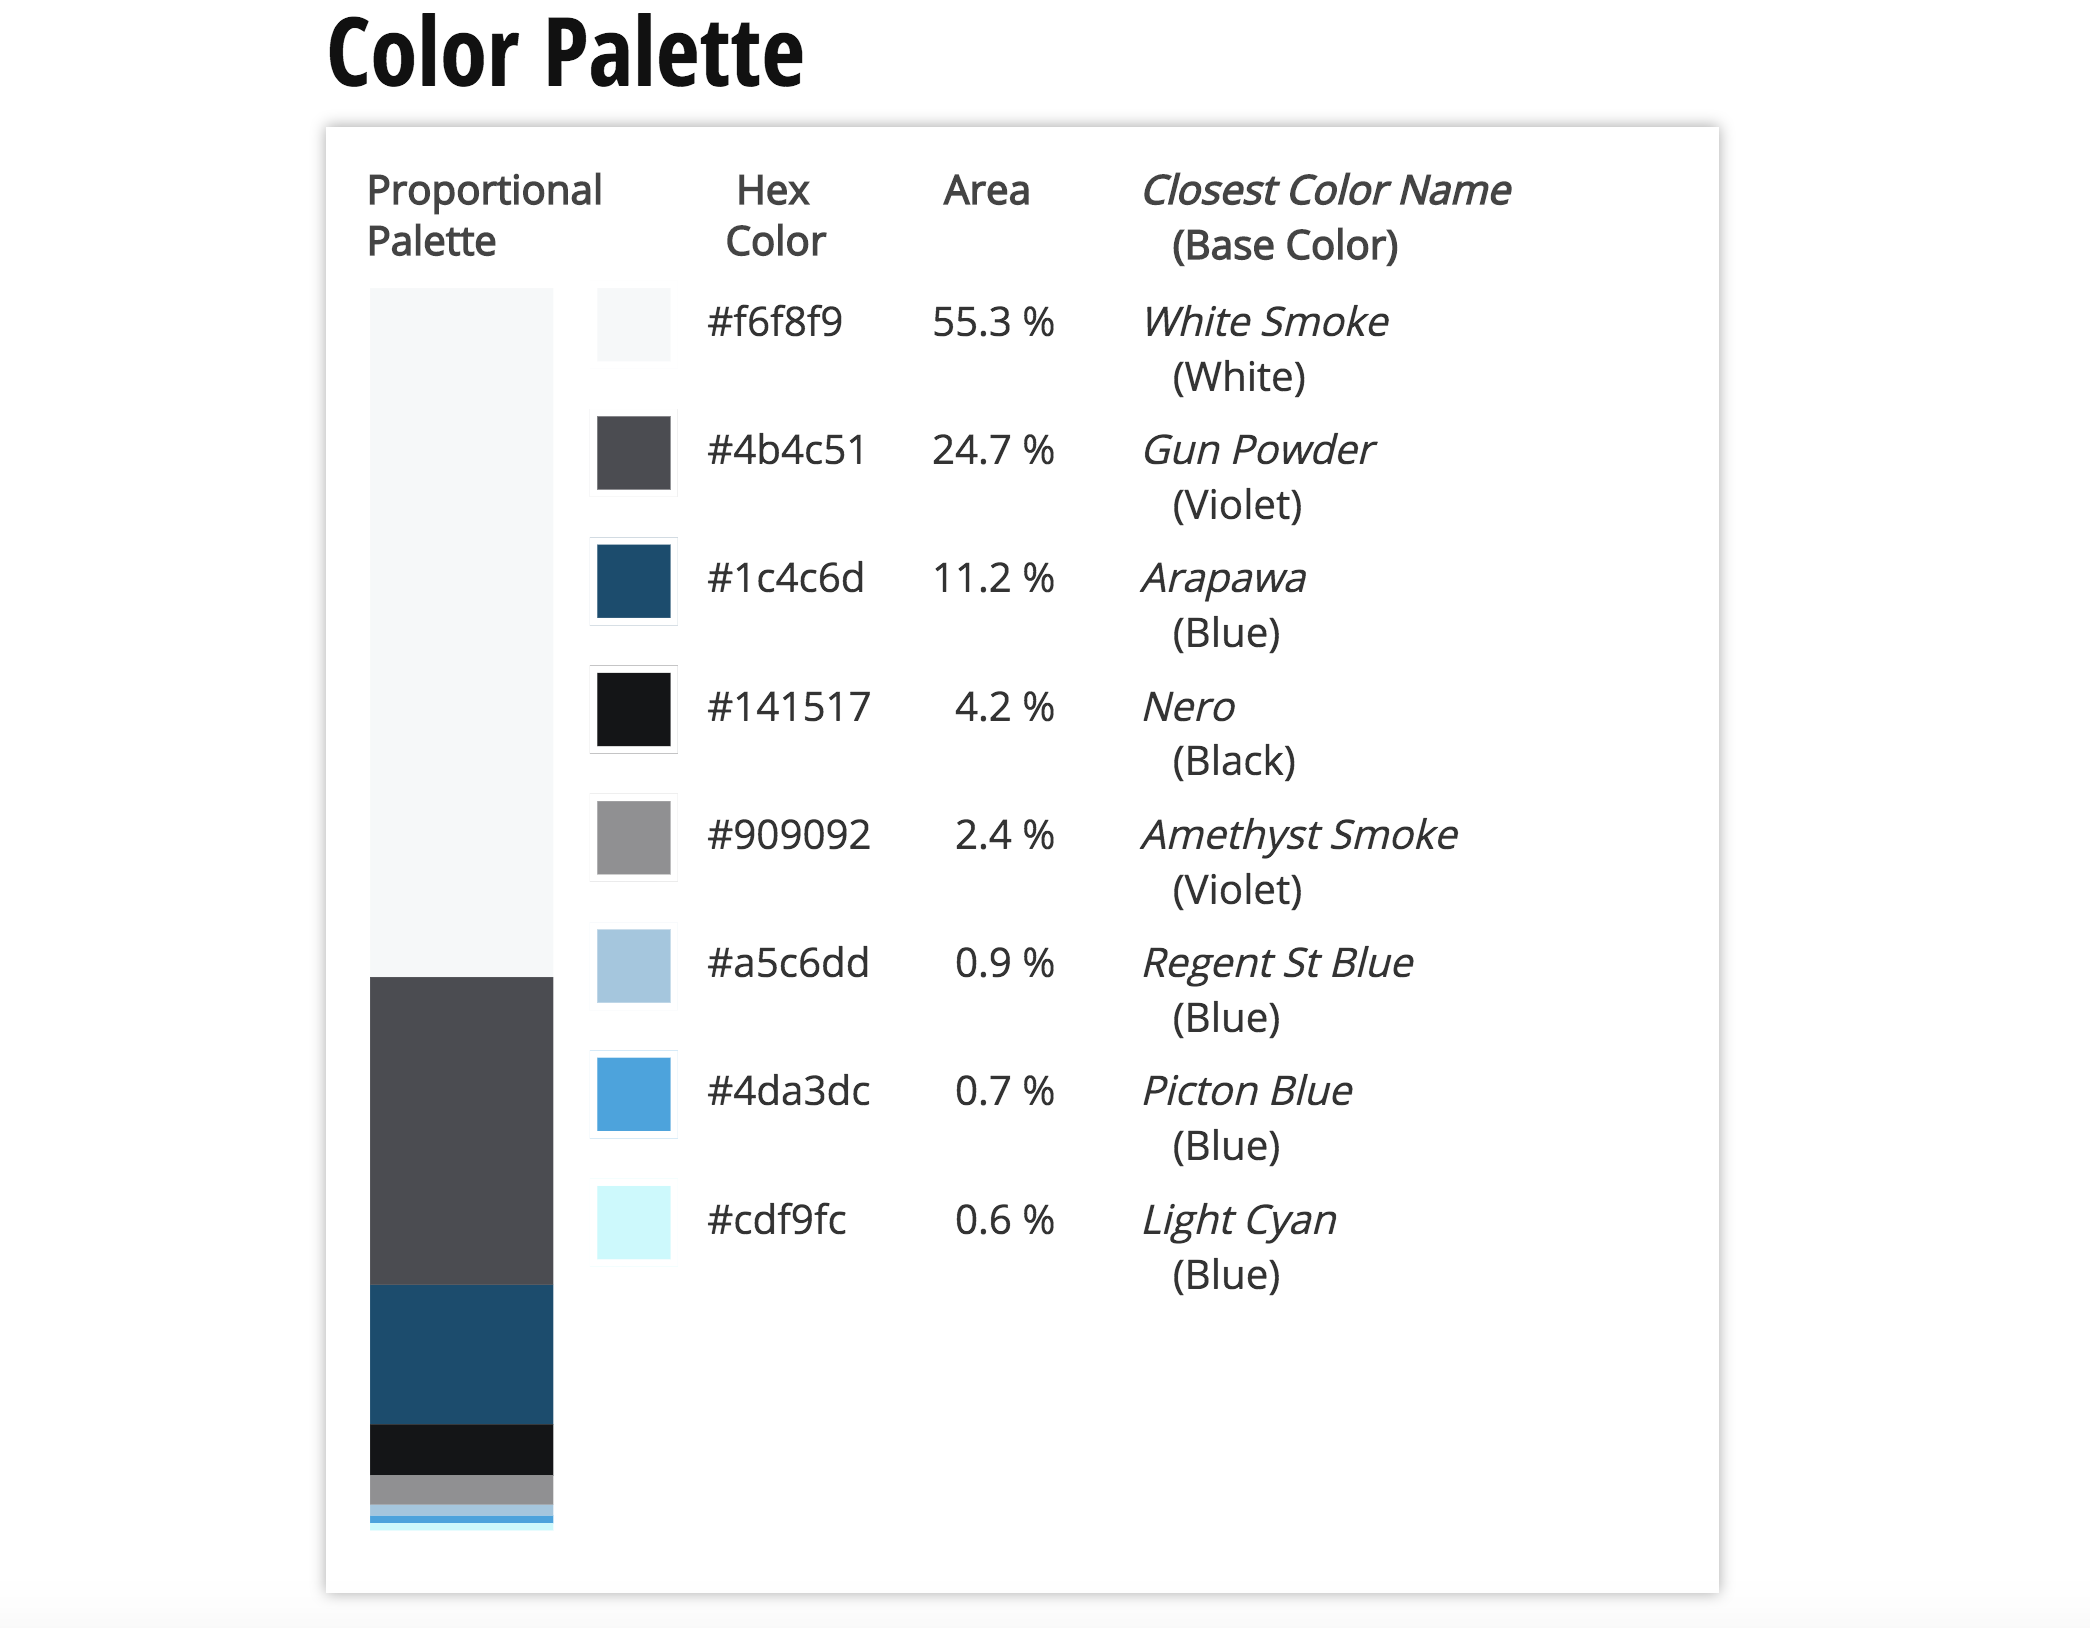 Color Palette
Proportional Palette
Hex Color
Area
Closest Color Name
(Base Color)
#f6f8f9 55.3 % White Smoke
(White)
#4b4c51 24.7 % Gun Powder
(Violet)
#1c4c6d 11.2 % Arapawa
(Blue)
#141517 4.2 % Nero
(Black)
#909092 2.4 % Amethyst Smoke
(Violet)
#a5c6dd 0.9 % Regent St Blue
(Blue)
#4da3dc 0.7 % Picton Blue
(Blue)
#cdf9fc 0.6 % Light Cyan
(Blue)